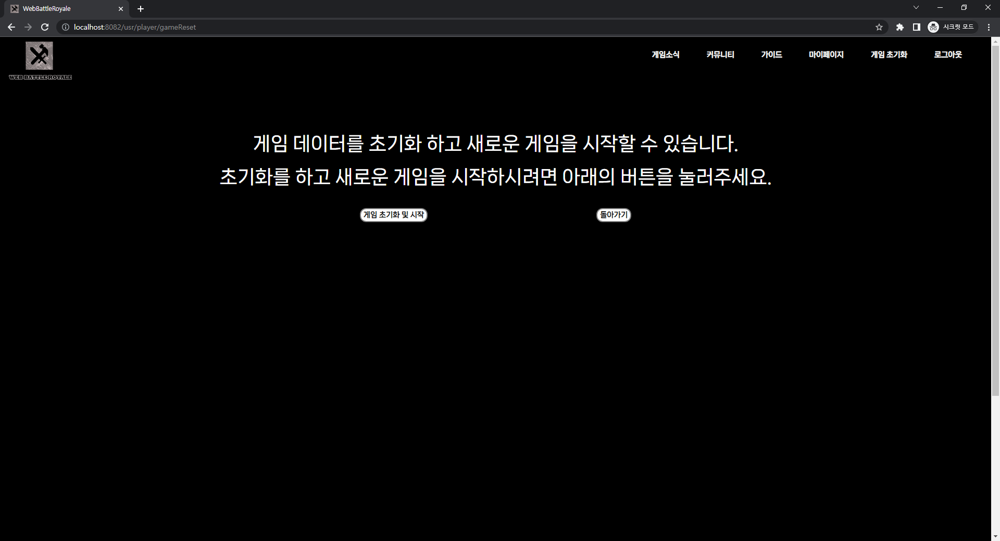 WebBattleRoyale
localhost:8082/usr/player/gameReset
시크릿 모드
WEB BATTLE ROYALE
게임소식 커뮤니티 가이드 마이페이지 게임 초기화 로그아웃
게임 데이터를 초기화 하고 새로운 게임을 시작할 수 있습니다.
초기화를 하고 새로운 게임을 시작하시려면 아래의 버튼을 눌러주세요.
게임 초기화 및 시작 돌아가기